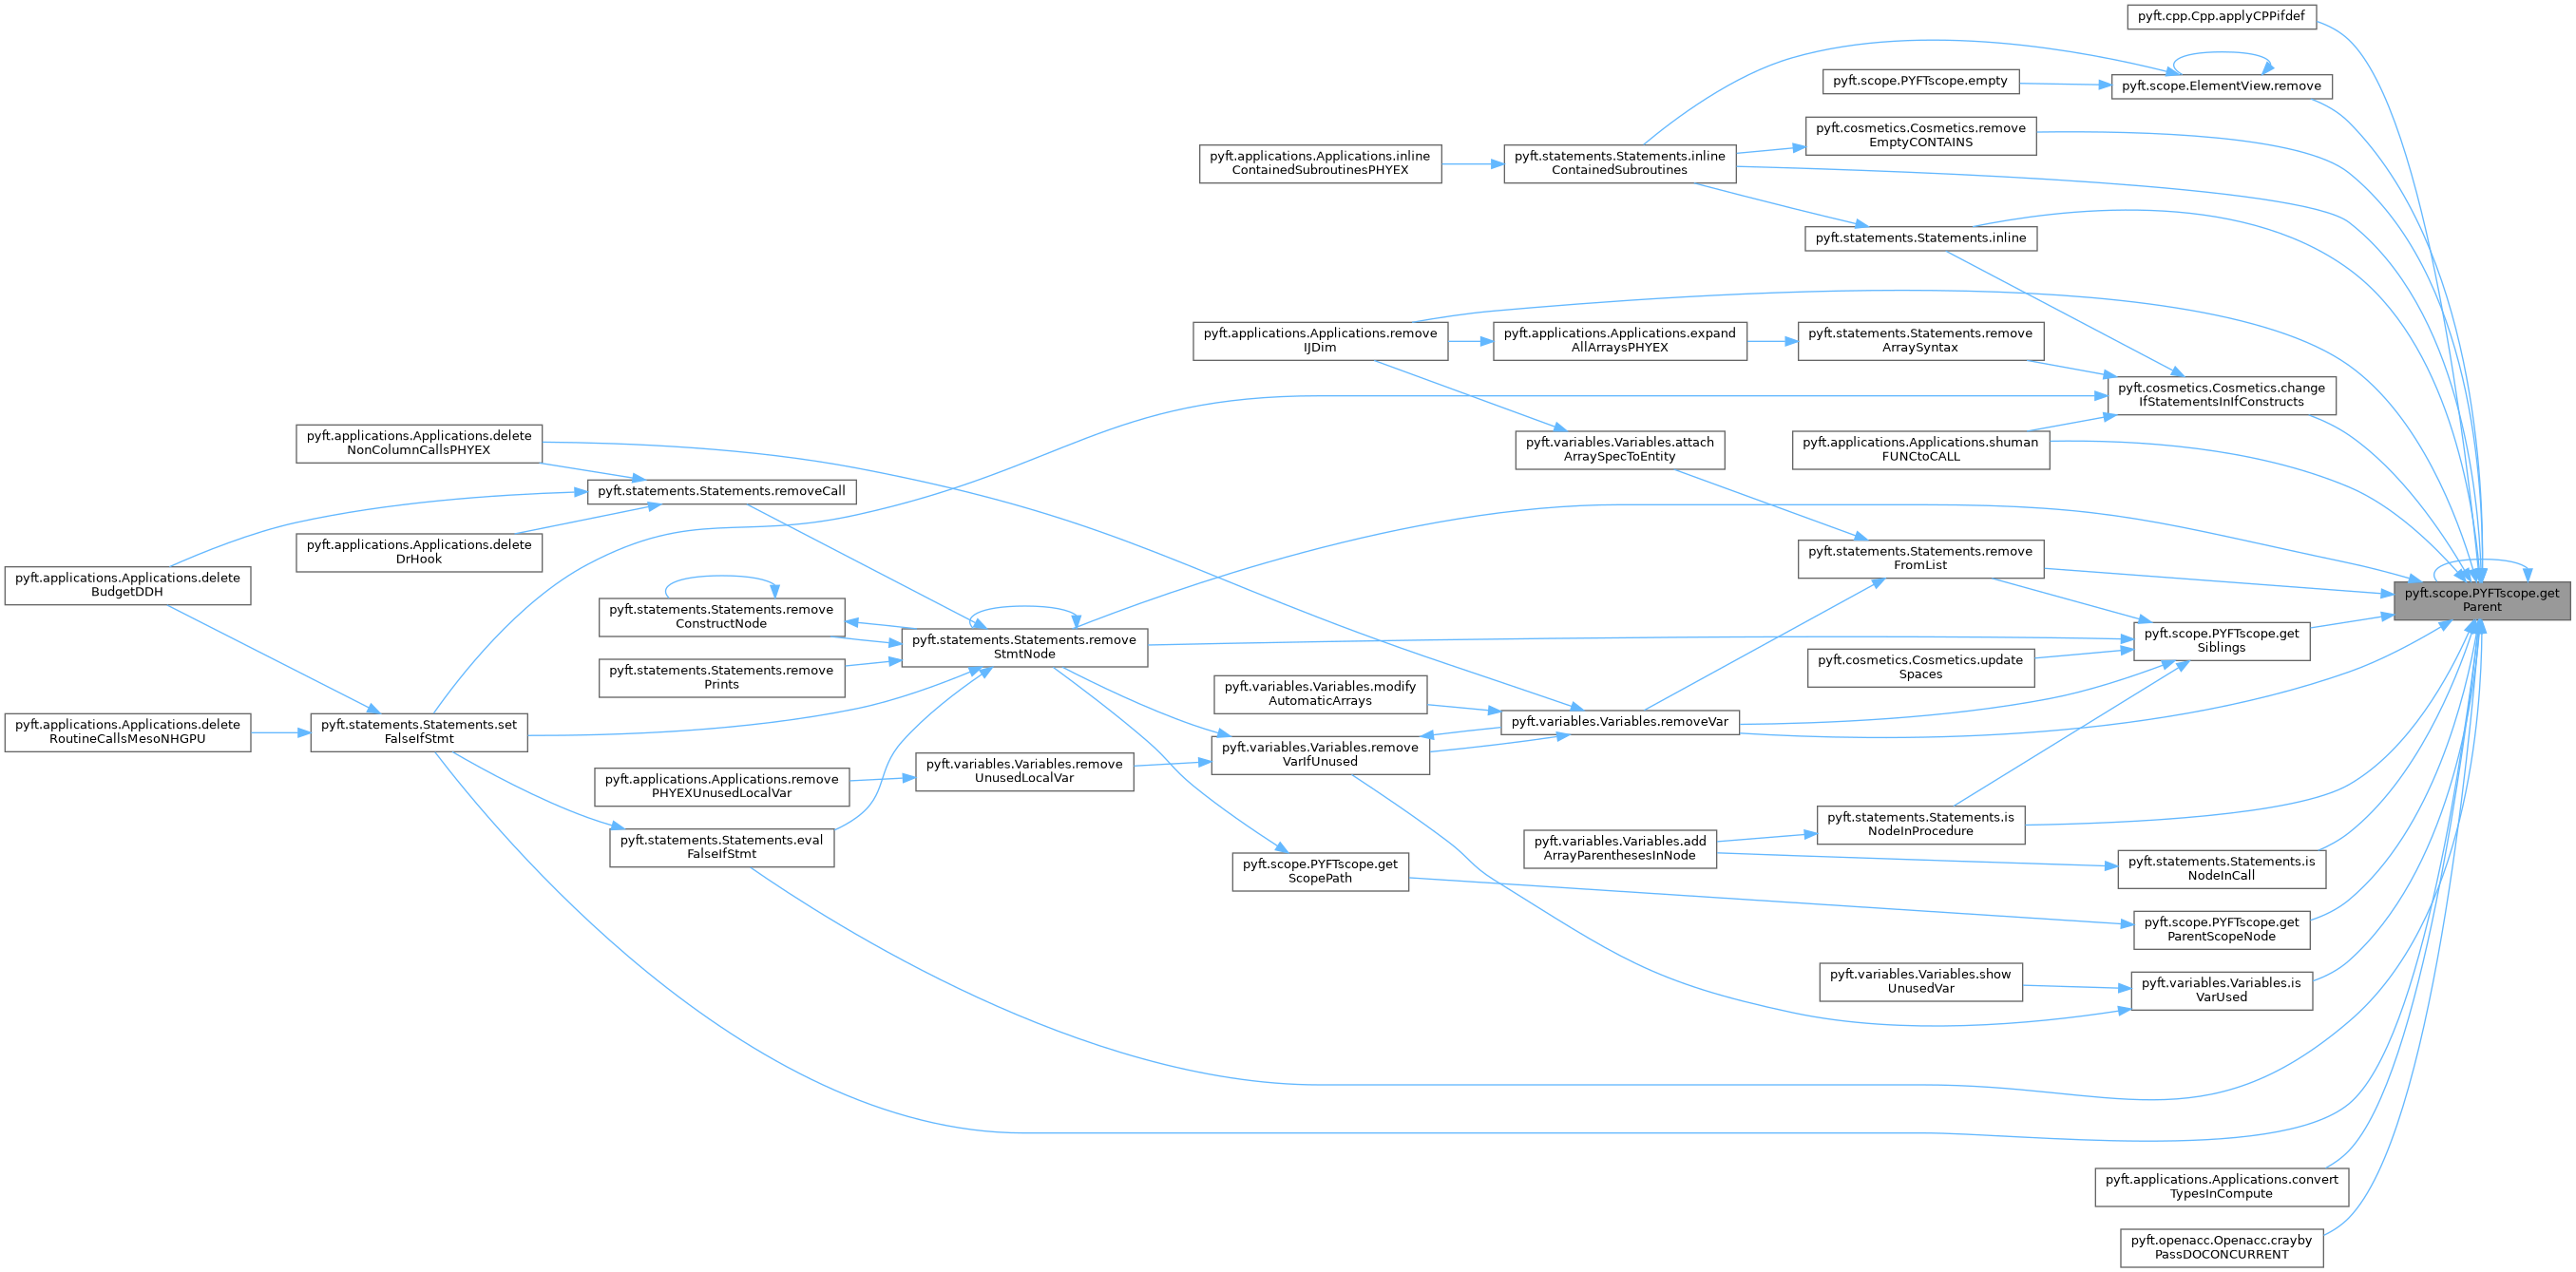 pyft.cpp.Cpp.applyCPPifdef
pyft.scope.PYFTscope.empty
pyft.scope.ElementView.remove
pyft.cosmetics.Cosmetics.remove
EmptyCONTAINS
pyft.applications.Applications.inline
ContainedSubroutinesPHYEX
pyft.statements.Statements.inline
ContainedSubroutines
pyft.statements.Statements.inline
pyft.applications.Applications.remove
IJDim
pyft.applications.Applications.expand
AllArraysPHYEX
pyft.statements.Statements.remove
ArraySyntax
pyft.cosmetics.Cosmetics.change
IfStatementsInIfConstructs
pyft.applications.Applications.delete
NonColumnCallsPHYEX
pyft.variables.Variables.attach
ArraySpecToEntity
pyft.applications.Applications.shuman
FUNCtoCALL
pyft.statements.Statements.removeCall
pyft.applications.Applications.delete
DrHook
pyft.statements.Statements.remove
FromList
pyft.applications.Applications.delete
BudgetDDH
pyft.scope.PYFTscope.get
Parent
pyft.statements.Statements.remove
ConstructNode
pyft.statements.Statements.remove
StmtNode
pyft.scope.PYFTscope.get
Siblings
pyft.cosmetics.Cosmetics.update
Spaces
pyft.statements.Statements.remove
Prints
pyft.variables.Variables.modify
AutomaticArrays
pyft.variables.Variables.removeVar
pyft.applications.Applications.delete
RoutineCallsMesoNHGPU
pyft.statements.Statements.set
FalseIfStmt
pyft.variables.Variables.remove
VarIfUnused
pyft.variables.Variables.remove
UnusedLocalVar
pyft.applications.Applications.remove
PHYEXUnusedLocalVar
pyft.statements.Statements.is
NodeInProcedure
pyft.statements.Statements.eval
FalseIfStmt
pyft.variables.Variables.add
ArrayParenthesesInNode
pyft.scope.PYFTscope.get
ScopePath
pyft.statements.Statements.is
NodeInCall
pyft.scope.PYFTscope.get
ParentScopeNode
pyft.variables.Variables.show
UnusedVar
pyft.variables.Variables.is
VarUsed
pyft.applications.Applications.convert
TypesInCompute
pyft.openacc.Openacc.crayby
PassDOCONCURRENT